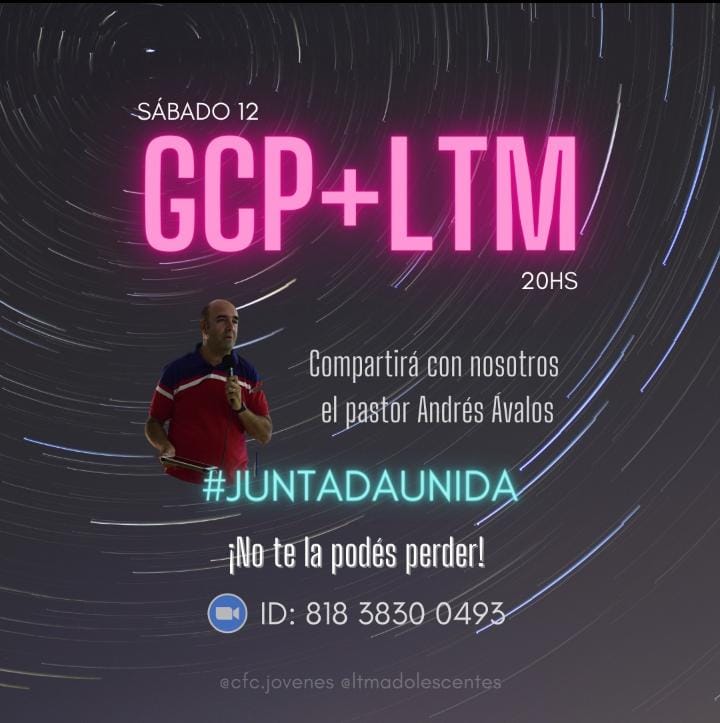 SÁBADO 12
GCP+LTM
20HS
Compartirá con nosotros
el pastor Andrés Ávalos
#JUNTADAUNIDA
¡No te la podés perder!
ID: 818 3830 0493
@cfc.jovenes @ltmadolescentes